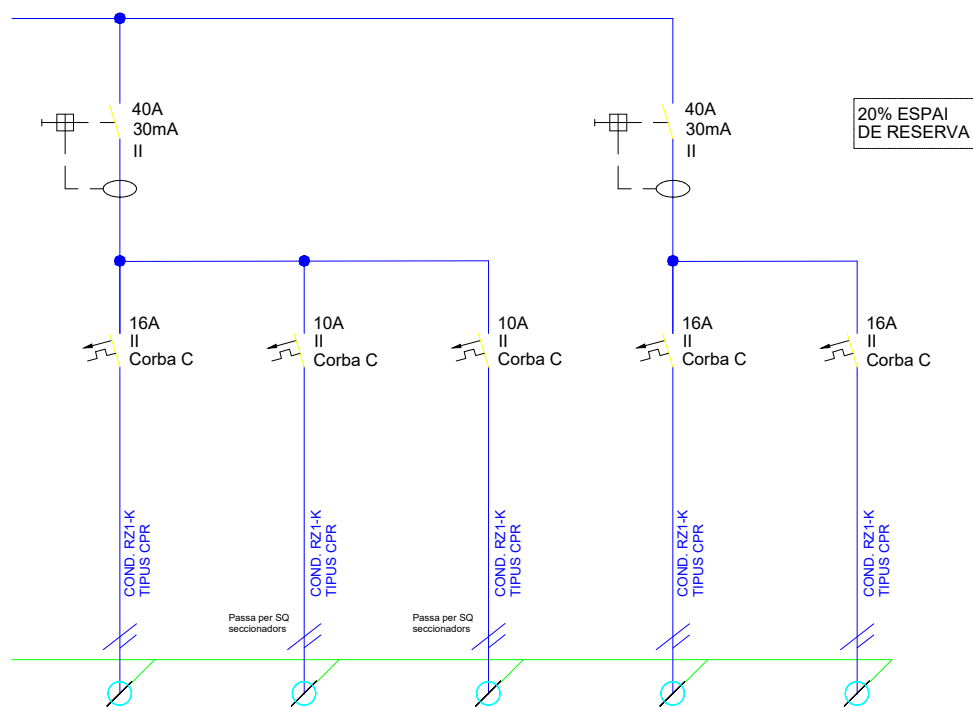 40A
30mA
II
40A
30mA
II
20% ESPAI
DE RESERVA
16A
II
Corba C
10A
II
Corba C
10A
II
Corba C
16A
II
Corba C
16A
II
Corba C
COND. RZ1-K
TIPUS CPR
COND. RZ1-K
TIPUS CPR
COND. RZ1-K
TIPUS CPR
COND. RZ1-K
TIPUS CPR
COND. RZ1-K
TIPUS CPR
Passa per SQ
seccionadors
Passa per SQ
seccionadors